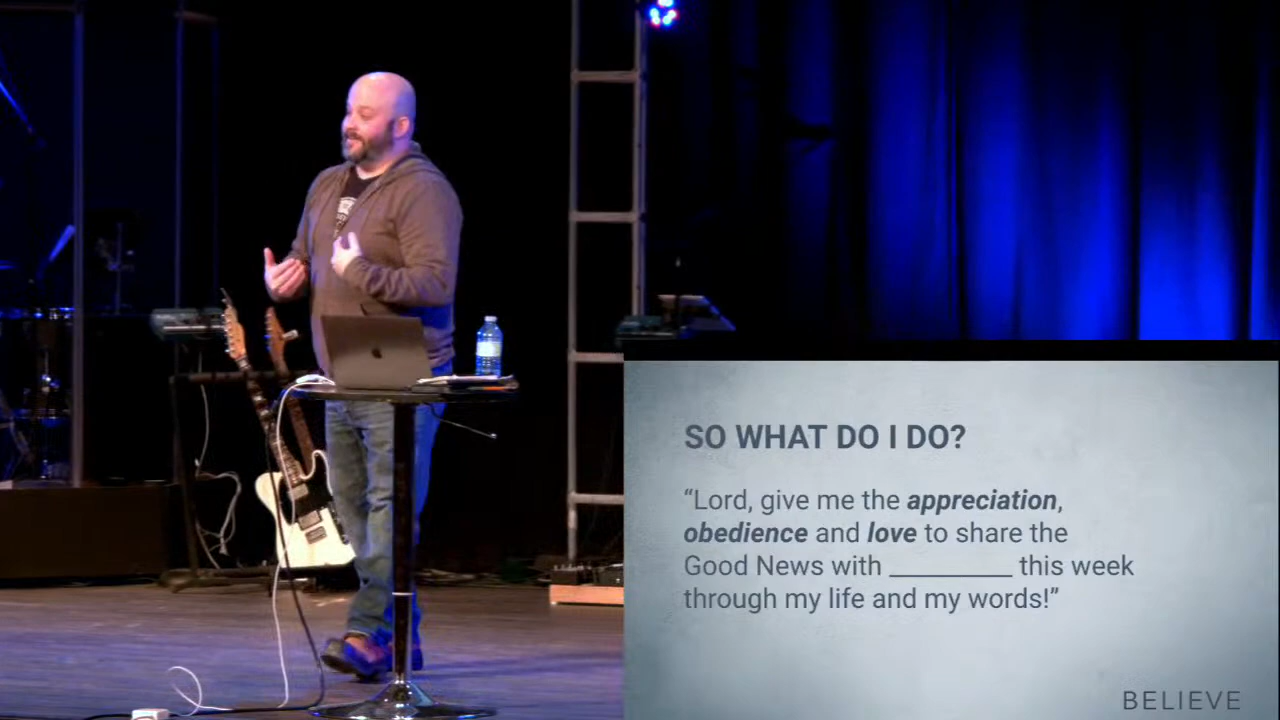 SO WHAT DO I DO?
“Lord, give me the appreciation,
obedience and love to share the
Good News with __________ this week
through my life and my words!”
BELIEVE